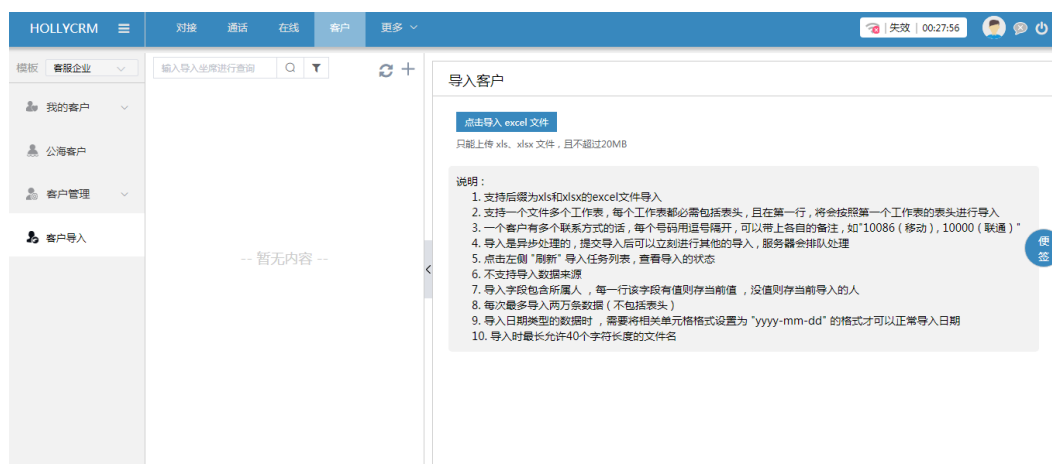 HOLLYCRM
对接 通话 在线 客户 更多
失效 00:27:56
模板 客服企业
输入导入坐席进行查询
我的客户
公海客户
客户管理
客户导入
-- 暂无内容 --
导入客户
点击导入 excel 文件
只能上传 xls、xlsx 文件，且不超过20MB
说明：
1. 支持后缀为xls和xlsx的excel文件导入
2. 支持一个文件多个工作表，每个工作表都必需包括表头，且在第一行，将会按照第一个工作表的表头进行导入
3. 一个客户有多个联系方式的话，每个号码用逗号隔开，可以带上各自的备注，如"10086（移动）, 10000（联通）"
4. 导入是异步处理的，提交导入后可以立刻进行其他的导入，服务器会排队处理
5. 点击左侧 "刷新" 导入任务列表，查看导入的状态
6. 不支持导入数据来源
7. 导入字段包含所属人 ，每一行该字段有值则存当前值 ，没值则存当前导入的人
8. 每次最多导入两万条数据（不包括表头）
9. 导入日期类型的数据时 ，需要将相关单元格格式设置为 "yyyy-mm-dd" 的格式才可以正常导入日期
10. 导入时最长允许40个字符长度的文件名
便
签